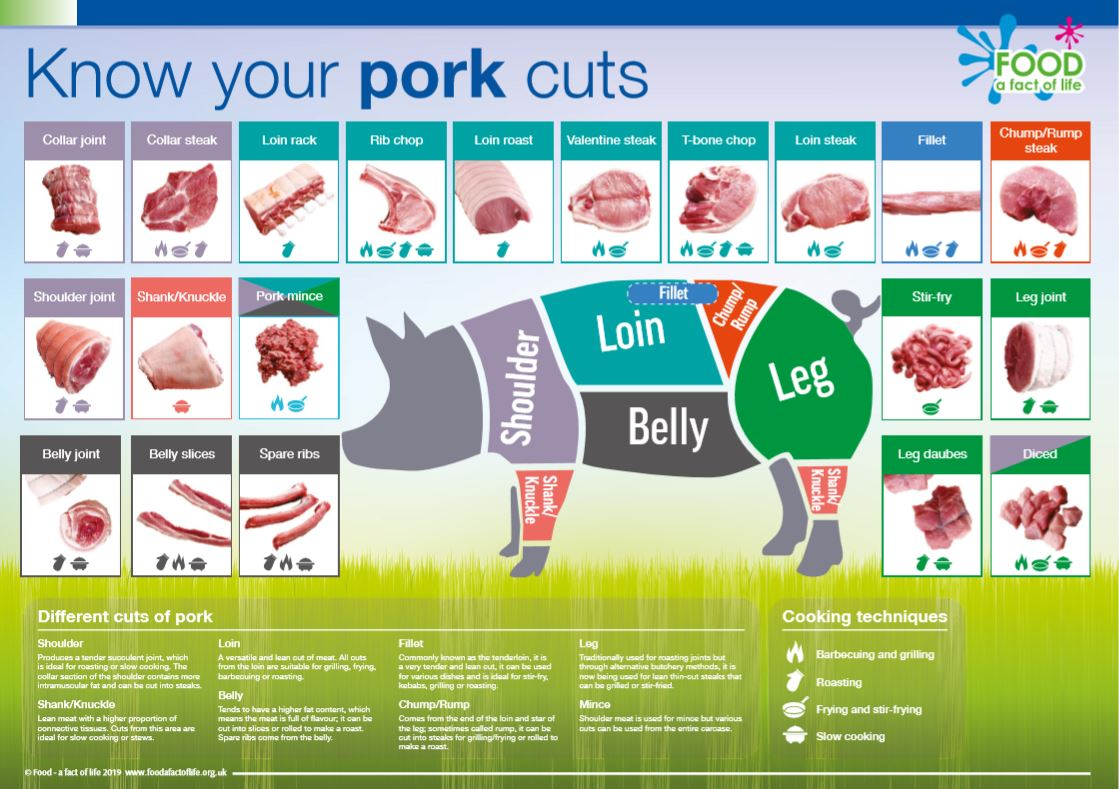 Know your pork cuts
FOOD
a fact of life
Collar joint
Collar steak
Loin rack
Rib chop
Loin roast
Valentine steak
T-bone chop
Loin steak
Fillet
Chump/Rump
steak
Shoulder joint
Shank/Knuckle
Pork mince
Stir-fry
Leg joint
Belly joint
Belly slices
Spare ribs
Leg daubes
Diced
Shoulder
Loin
Fillet
Chump/
Rump
Leg
Belly
Shank/
Knuckle
Shank/
Knuckle
Different cuts of pork
Shoulder
Produces a tender succulent joint, which
is ideal for roasting or slow cooking. The
collar section of the shoulder contains more
intramuscular fat and can be cut into steaks.
Shank/Knuckle
Lean meat with a higher proportion of
connective tissues. Cuts from this area are
ideal for slow cooking or stews.
Loin
A versatile and lean cut of meat. All cuts
from the loin are suitable for grilling, frying,
barbecuing or roasting.
Belly
Tends to have a higher fat content, which
means the meat is full of flavour; it can be
cut into slices or rolled to make a roast.
Spare ribs come from the belly.
Fillet
Commonly known as the tenderloin, it is
a very tender and lean cut, it can be used
for various dishes and is ideal for stir-fry,
kebabs, grilling or roasting.
Chump/Rump
Comes from the end of the loin and star of
the leg; sometimes called rump, it can be
cut into steaks for grilling/frying or rolled to
make a roast.
Leg
Traditionally used for roasting joints but
through alternative butchery methods, it is
now being used for lean thin-cut steaks that
can be grilled or stir-fried.
Mince
Shoulder meat is used for mince but various
cuts can be used from the entire carcase.
Cooking techniques
Barbecuing and grilling
Roasting
Frying and stir-frying
Slow cooking
© Food - a fact of life 2019 www.foodafactoflife.org.uk